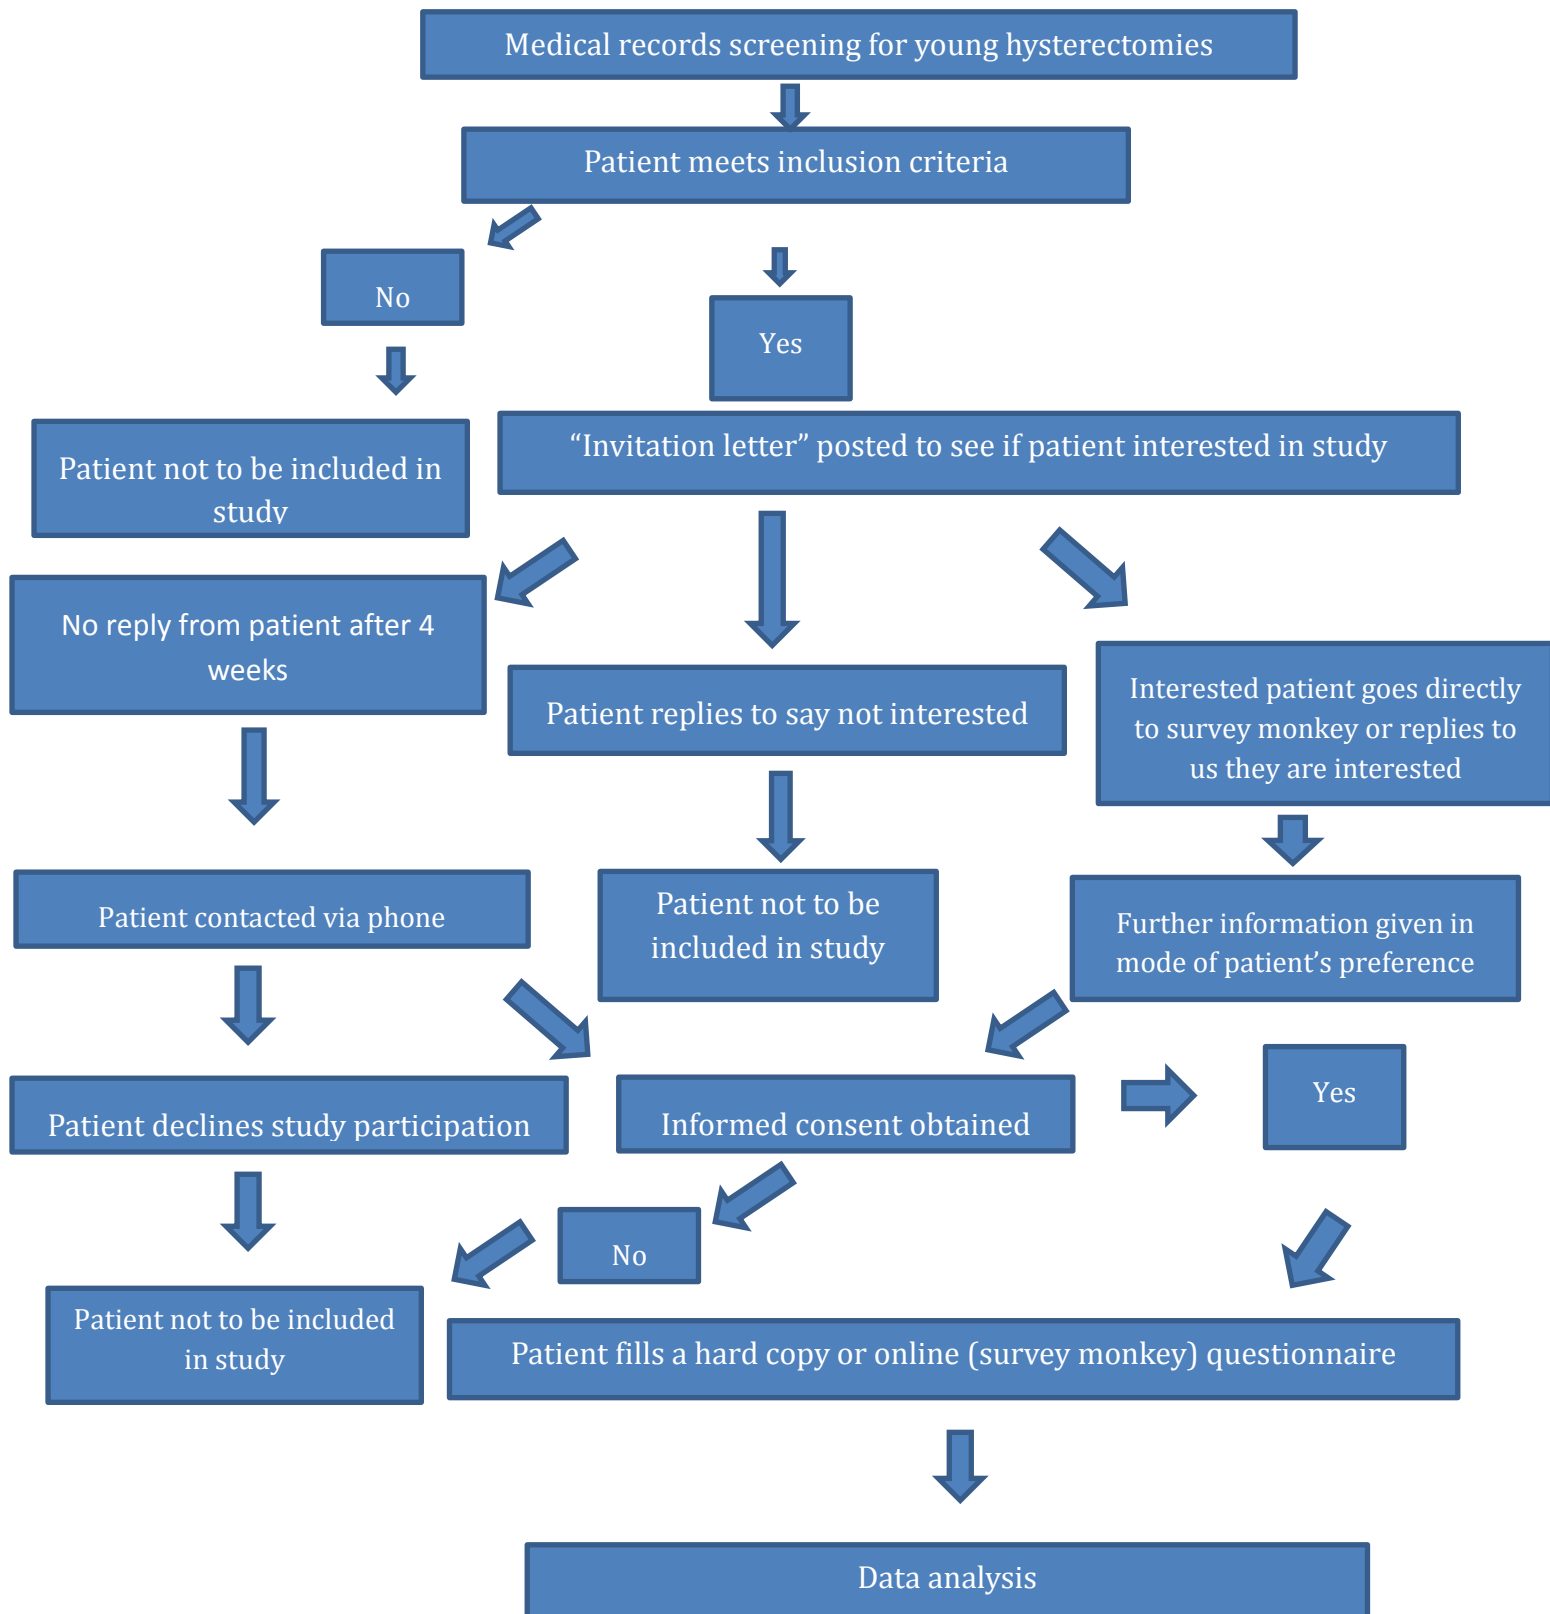 Medical records screening for young hysterectomies
Patient meets inclusion criteria
No
Yes
Patient not to be included in
study
“Invitation letter” posted to see if patient interested in study
No reply from patient after 4
weeks
Patient replies to say not interested
Interested patient goes directly
to survey monkey or replies to
us they are interested
Patient contacted via phone
Patient not to be
included in study
Further information given in
mode of patient’s preference
Patient declines study participation
Informed consent obtained
Yes
No
Patient not to be included
in study
Patient fills a hard copy or online (survey monkey) questionnaire
Data analysis